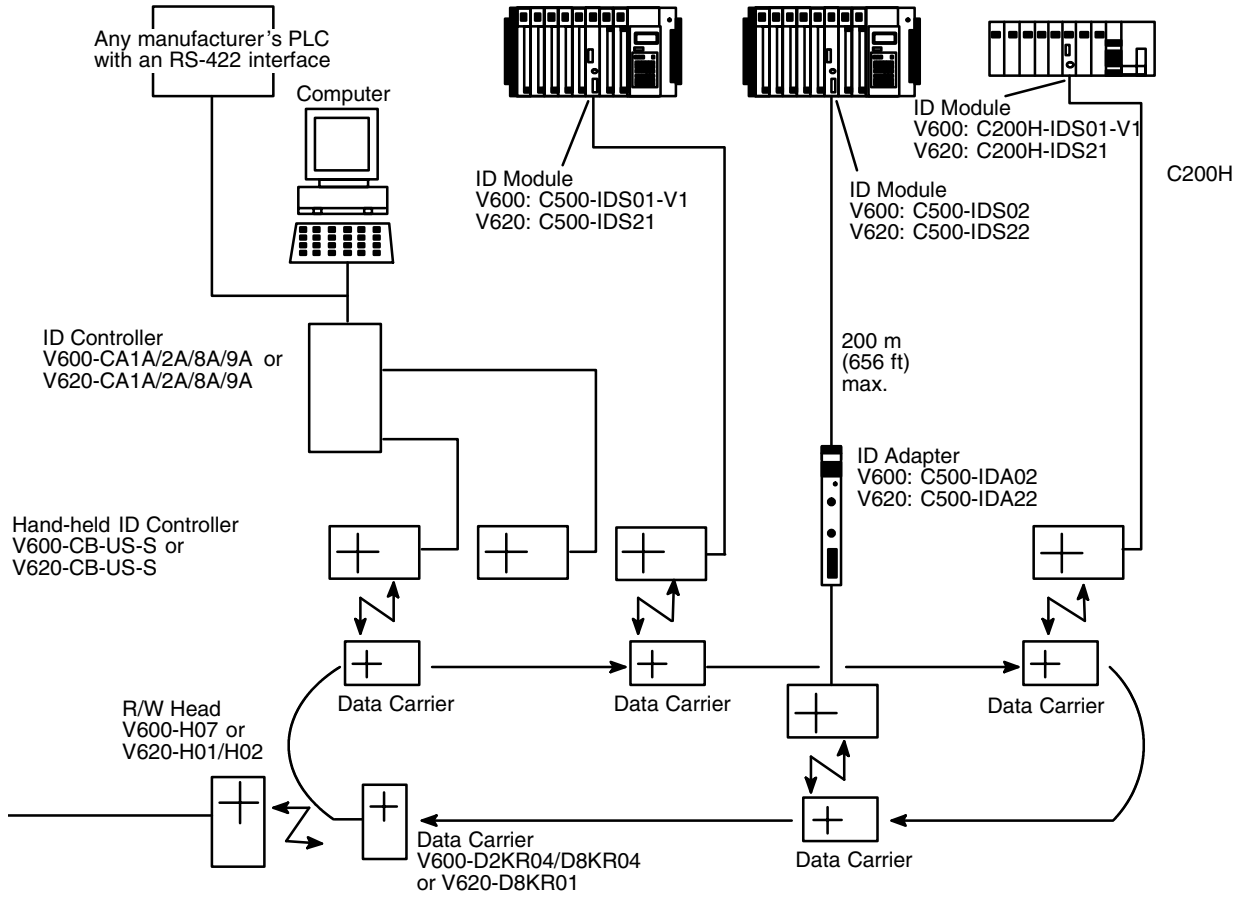 Any manufacturer's PLC
with an RS-422 interface
Computer
ID Module
V600: C500-IDS01-V1
V620: C500-IDS21
ID Module
V600: C500-IDS02
V620: C500-IDS22
ID Module
V600: C200H-IDS01-V1
V620: C200H-IDS21
C200H
ID Controller
V600-CA1A/2A/8A/9A or
V620-CA1A/2A/8A/9A
200 m
(656 ft)
max.
ID Adapter
V600: C500-IDA02
V620: C500-IDA22
Hand-held ID Controller
V600-CB-US-S or
V620-CB-US-S
Data Carrier
Data Carrier
Data Carrier
R/W Head
V600-H07 or
V620-H01/H02
Data Carrier
V600-D2KR04/D8KR04
or V620-D8KR01
Data Carrier